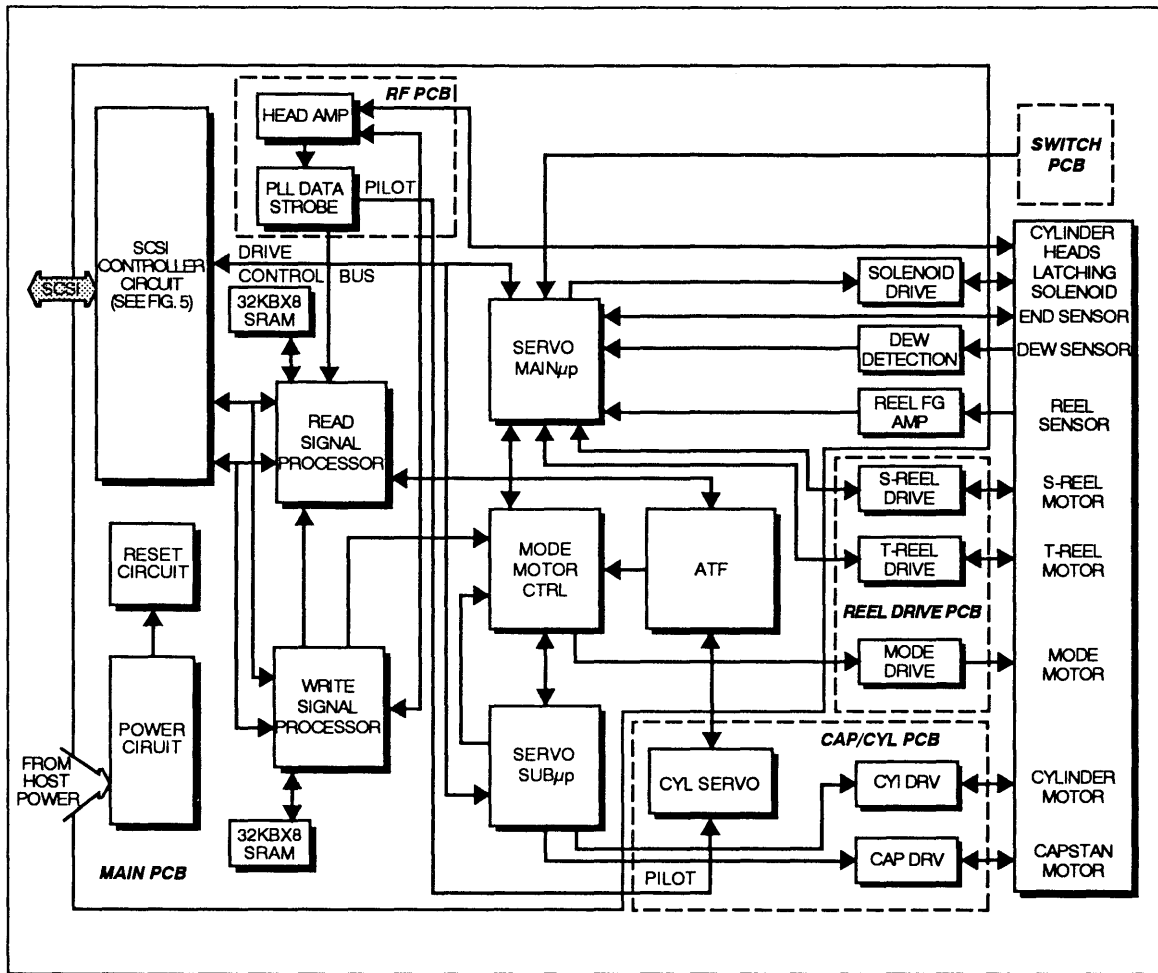 RF PCB
HEAD AMP
PLL DATA
STROBE
PILOT
SWITCH
PCB
SCSI
SCSI
CONTROLLER
CIRCUIT
(SEE FIG. 5)
DRIVE
CONTROL BUS
32KBX8
SRAM
READ
SIGNAL
PROCESSOR
SERVO
MAINµp
SOLENOID
DRIVE
DEW
DETECTION
REEL FG
AMP
CYLINDER
HEADS
LATCHING
SOLENOID
END SENSOR
DEW SENSOR
REEL
SENSOR
S-REEL
MOTOR
T-REEL
MOTOR
MODE
MOTOR
CYLINDER
MOTOR
CAPSTAN
MOTOR
S-REEL
DRIVE
T-REEL
DRIVE
REEL DRIVE PCB
MODE
DRIVE
RESET
CIRCUIT
MODE
MOTOR
CTRL
ATF
POWER
CIRUIT
FROM
HOST
POWER
WRITE
SIGNAL
PROCESSOR
32KBX8
SRAM
SERVO
SUBµp
CAP/CYL PCB
CYL SERVO
CYI DRV
CAP DRV
PILOT
MAIN PCB